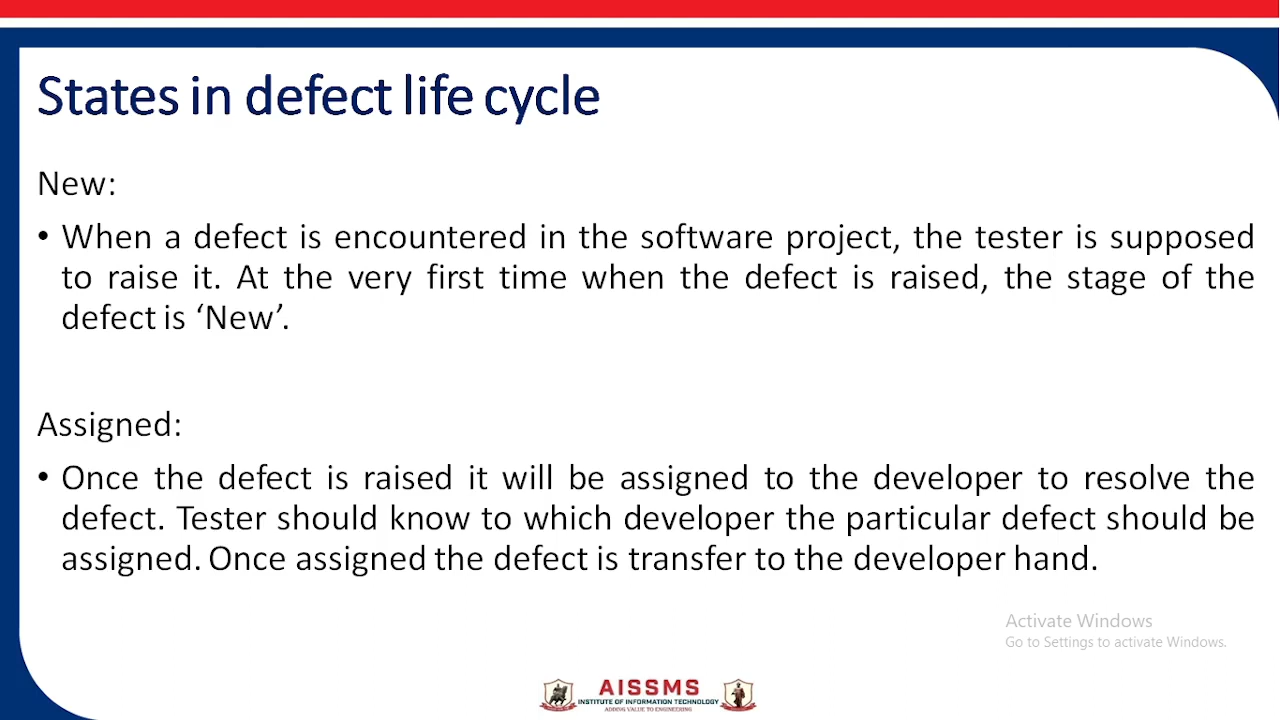 States in defect life cycle
New:
• When a defect is encountered in the software project, the tester is supposed
to raise it. At the very first time when the defect is raised, the stage of the
defect is ‘New’.
Assigned:
• Once the defect is raised it will be assigned to the developer to resolve the
defect. Tester should know to which developer the particular defect should be
assigned. Once assigned the defect is transfer to the developer hand.
Activate Windows
Go to Settings to activate Windows.
AISSMS
INSTITUTE OF INFORMATION TECHNOLOGY
ADDING VALUE TO ENGINEERING